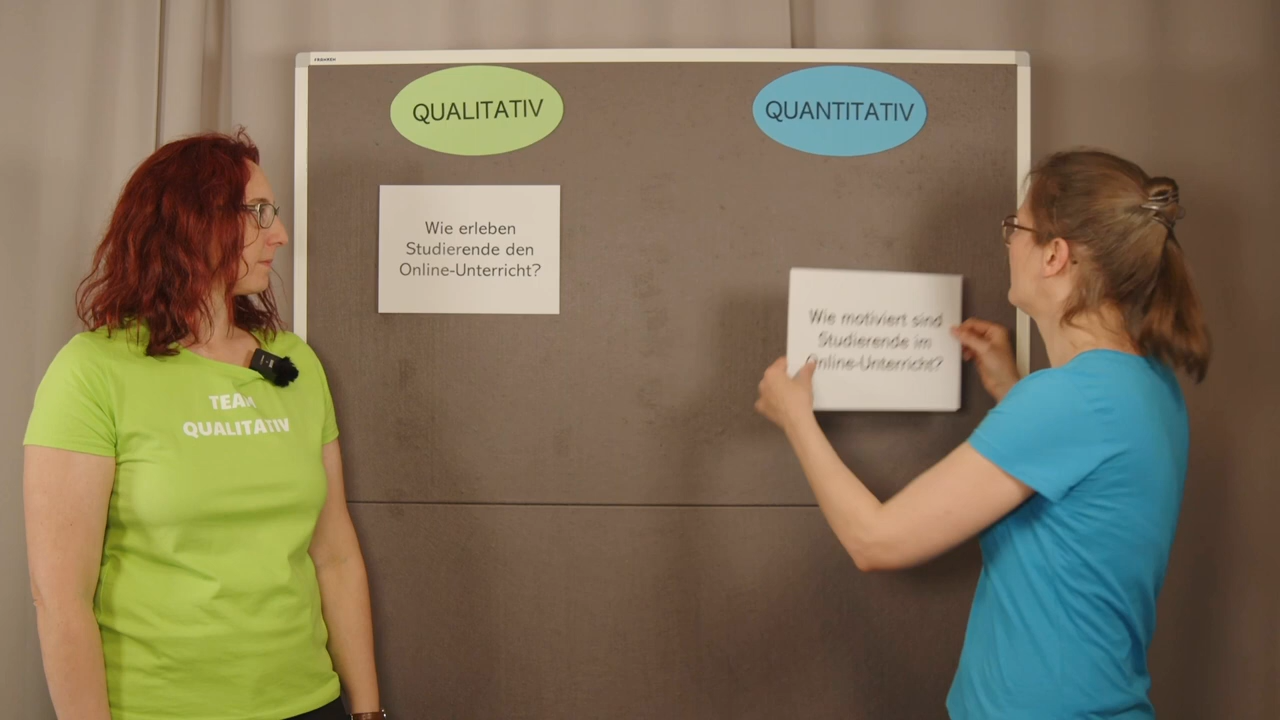 QUALITATIV
QUANTITATIV
Wie erleben
Studierende den
Online-Unterricht?
Wie motiviert sind
Studierende im
Online-Unterricht?
TEAM
QUALITATIV